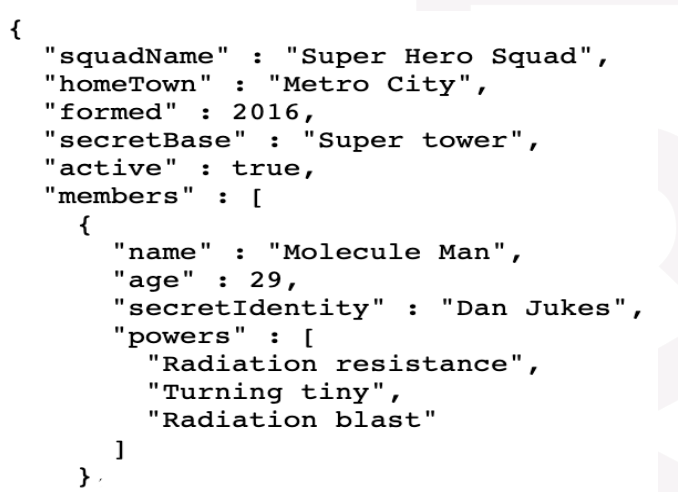 {
"squadName" : "Super Hero Squad",
"homeTown" : "Metro City",
"formed" : 2016,
"secretBase" : "Super tower",
"active" : true,
"members" : [
{
"name" : "Molecule Man",
"age" : 29,
"secretIdentity" : "Dan Jukes",
"powers" : [
"Radiation resistance",
"Turning tiny",
"Radiation blast"
]
},